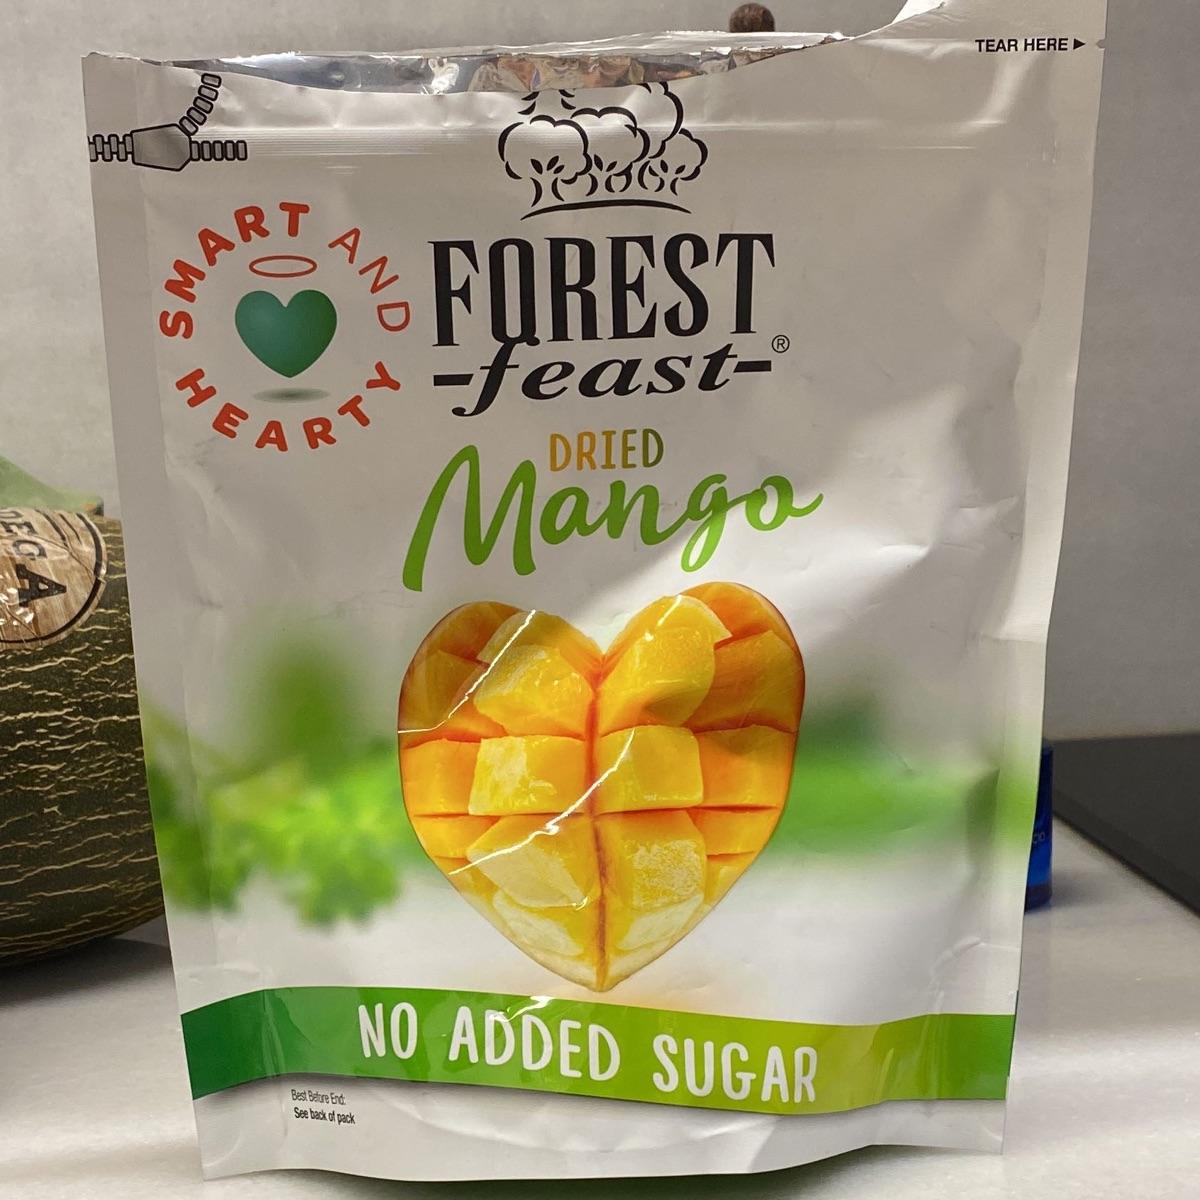 TEAR HERE ▶
SMART AND HEARTY
FOREST
-feast-®
DRIED
Mango
NO ADDED SUGAR
Best Before End:
See back of pack